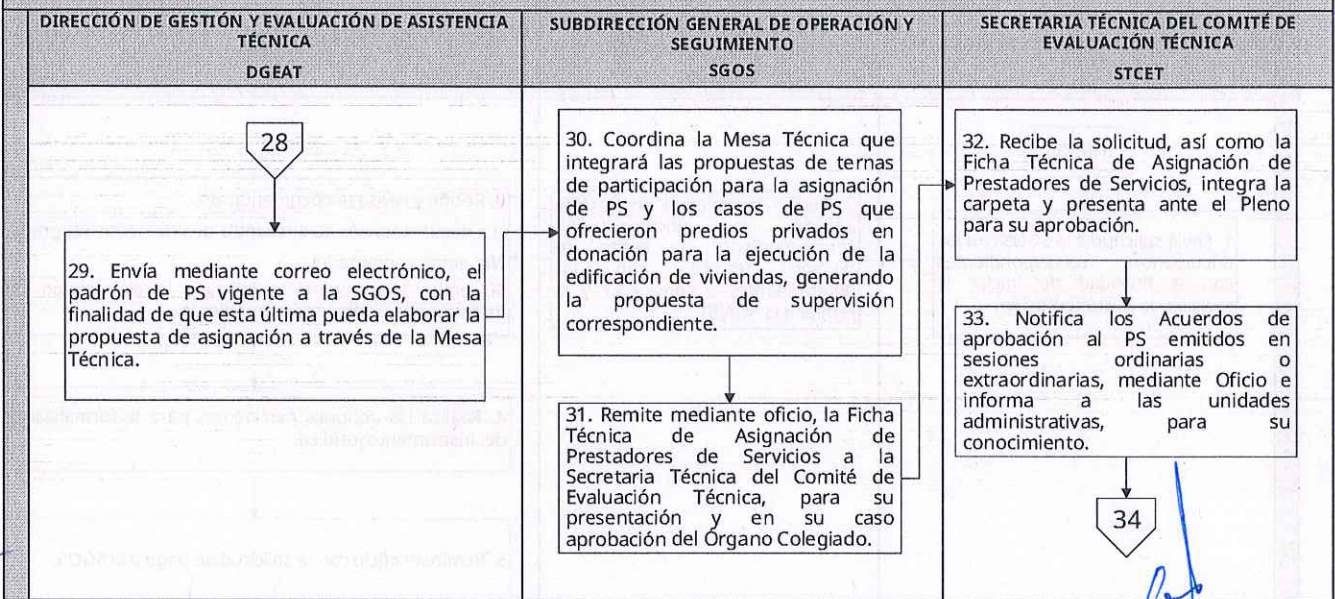 DIRECCIÓN DE GESTIÓN Y EVALUACIÓN DE ASISTENCIA
TÉCNICA
DGEAT
SUBDIRECCIÓN GENERAL DE OPERACIÓN Y
SEGUIMIENTO
SGOS
SECRETARIA TÉCNICA DEL COMITÉ DE
EVALUACIÓN TÉCNICA
STCET
28
29. Envía mediante correo electrónico, el
padrón de PS vigente a la SGOS, con la
finalidad de que esta última pueda elaborar la
propuesta de asignación a través de la Mesa
Técnica.
30. Coordina la Mesa Técnica que
integrará las propuestas de ternas
de participación para la asignación
de PS y los casos de PS que
ofrecieron predios privados en
donación para la ejecución de la
edificación de viviendas, generando
la propuesta de supervisión
correspondiente.
31. Remite mediante oficio, la Ficha
Técnica de Asignación de
Prestadores de Servicios a la
Secretaria Técnica del Comité de
Evaluación Técnica, para su
presentación y en su caso
aprobación del Órgano Colegiado.
32. Recibe la solicitud, así como la
Ficha Técnica de Asignación de
Prestadores de Servicios, integra la
carpeta y presenta ante el Pleno
para su aprobación.
33. Notifica los Acuerdos de
aprobación al PS emitidos en
sesiones ordinarias o
extraordinarias, mediante Oficio e
informa a las unidades
administrativas, para su
conocimiento.
34